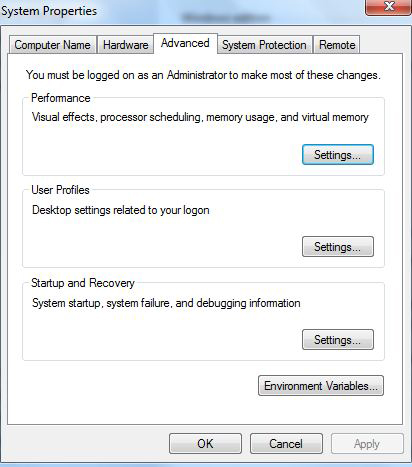 System Properties
Computer Name Hardware Advanced System Protection Remote
You must be logged on as an Administrator to make most of these changes.
Performance
Visual effects, processor scheduling, memory usage, and virtual memory
Settings...
User Profiles
Desktop settings related to your logon
Settings...
Startup and Recovery
System startup, system failure, and debugging information
Settings...
Environment Variables...
OK Cancel Apply